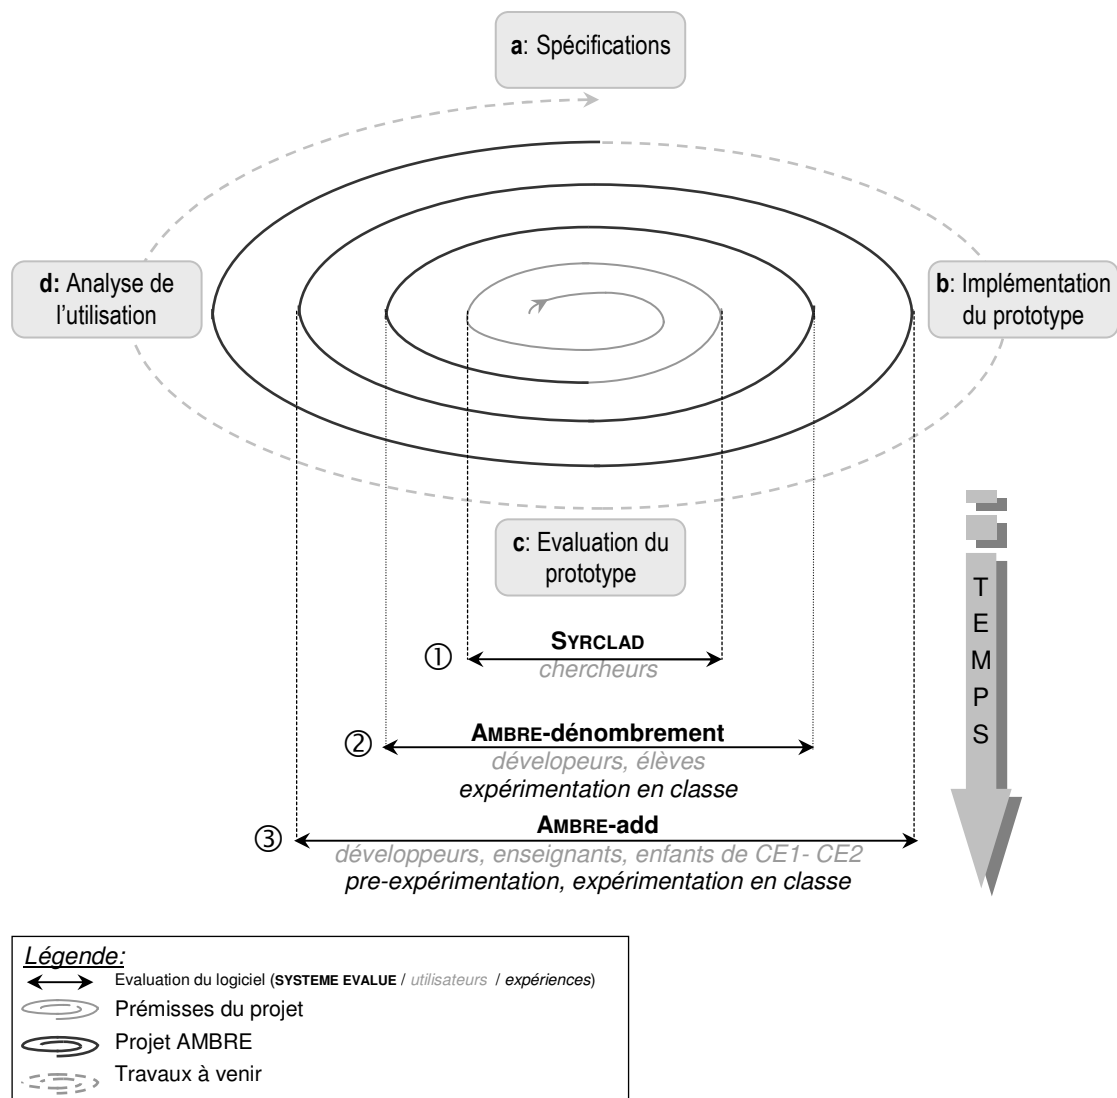 a: Spécifications
d: Analyse de
l'utilisation
b: Implémentation
du prototype
c: Evaluation du
prototype
① SYRCLAD
chercheurs
② AMBRE-dénombrement
dévelopeurs, élèves
expérimentation en classe
③ AMBRE-add
développeurs, enseignants, enfants de CE1- CE2
pre-expérimentation, expérimentation en classe
T
E
M
P
S
Légende:
Evaluation du logiciel (SYSTEME EVALUE / utilisateurs / expériences)
Prémisses du projet
Projet AMBRE
Travaux à venir